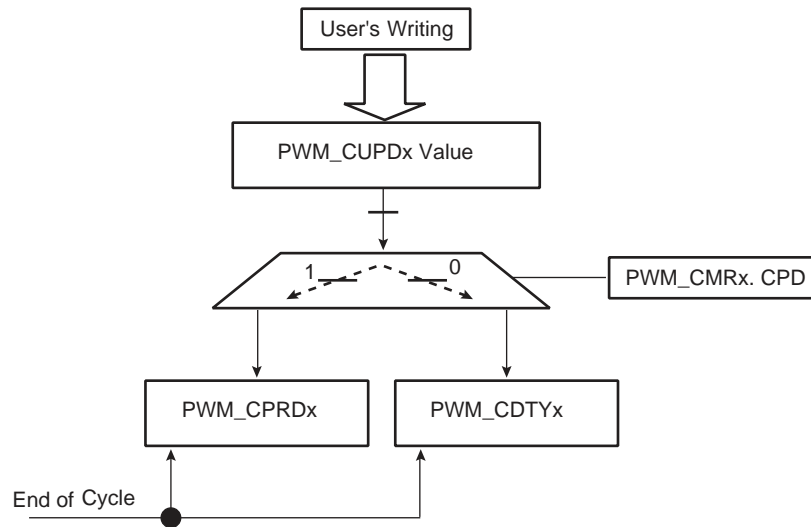 User's Writing
PWM_CUPDx Value
1
0
PWM_CMRx. CPD
PWM_CPRDx
PWM_CDTYx
End of Cycle